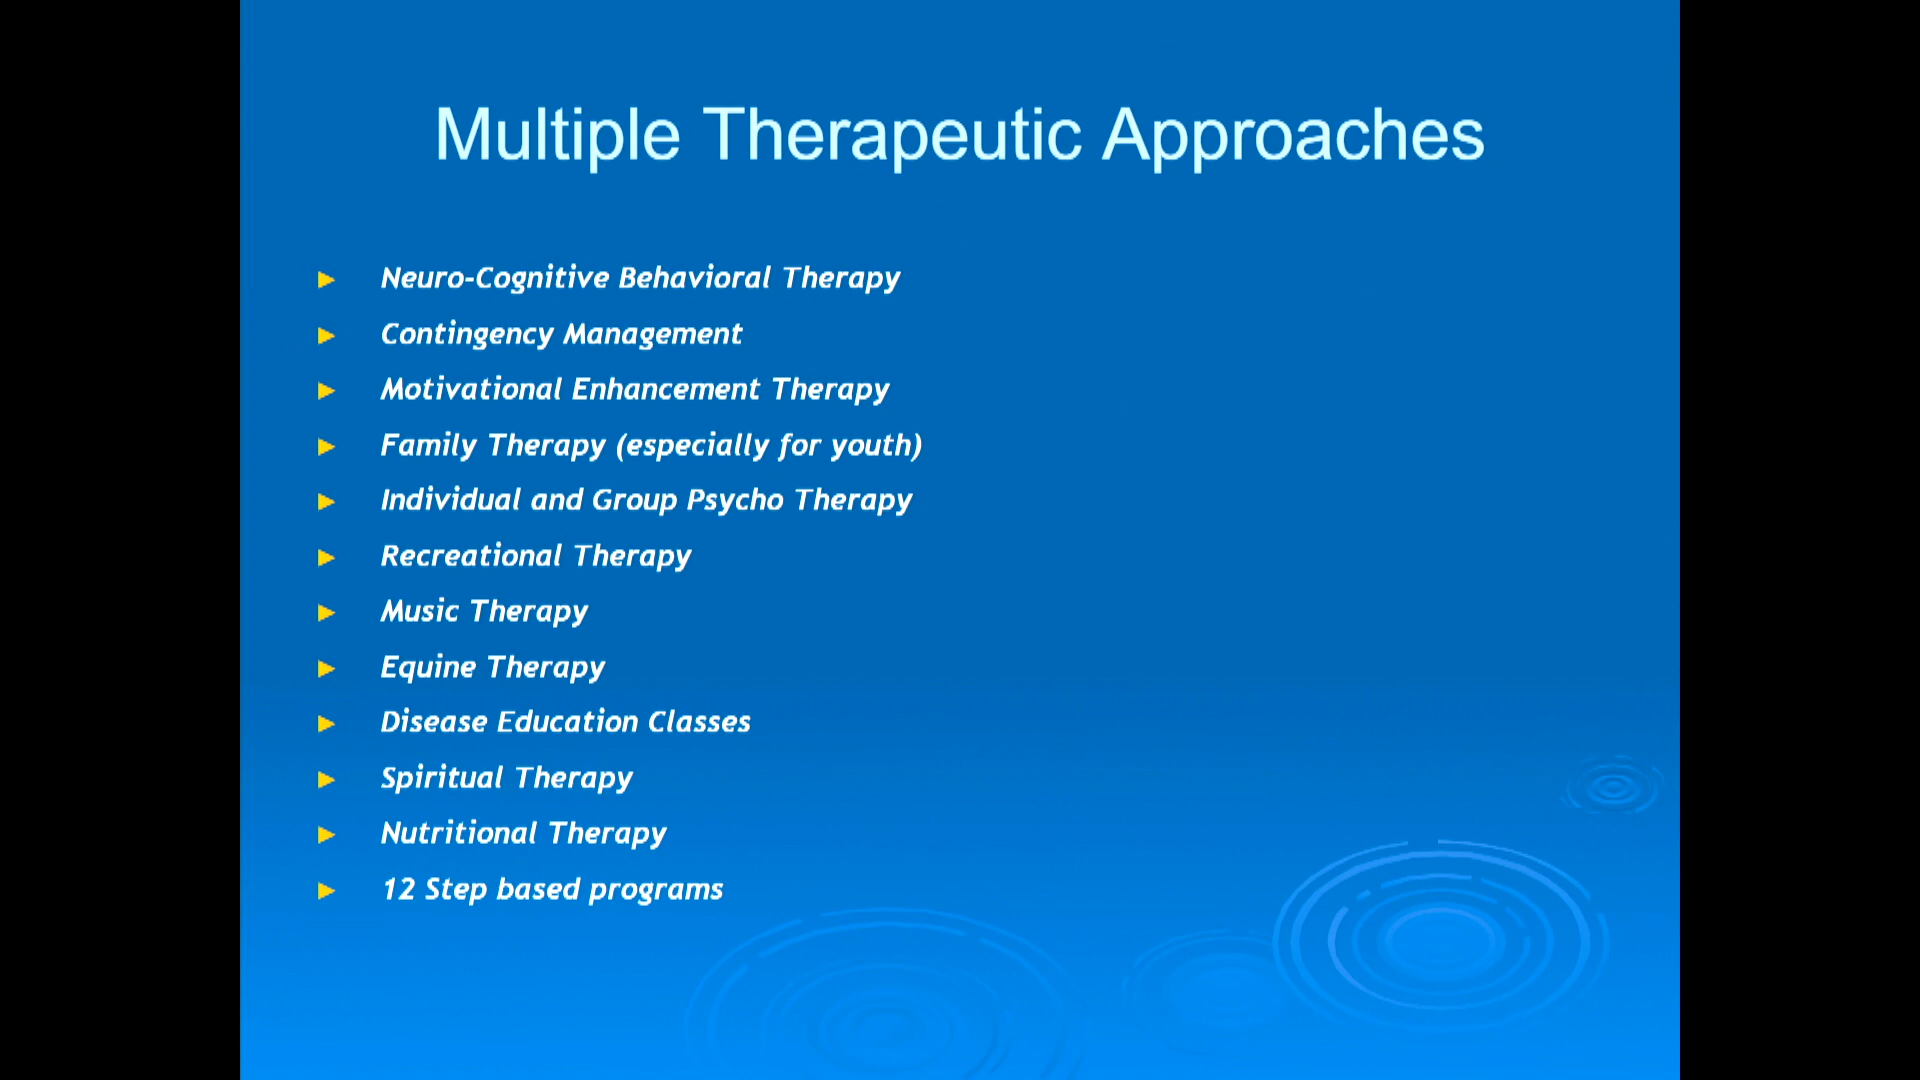 Multiple Therapeutic Approaches
► Neuro-Cognitive Behavioral Therapy
► Contingency Management
► Motivational Enhancement Therapy
► Family Therapy (especially for youth)
► Individual and Group Psycho Therapy
► Recreational Therapy
► Music Therapy
► Equine Therapy
► Disease Education Classes
► Spiritual Therapy
► Nutritional Therapy
► 12 Step based programs